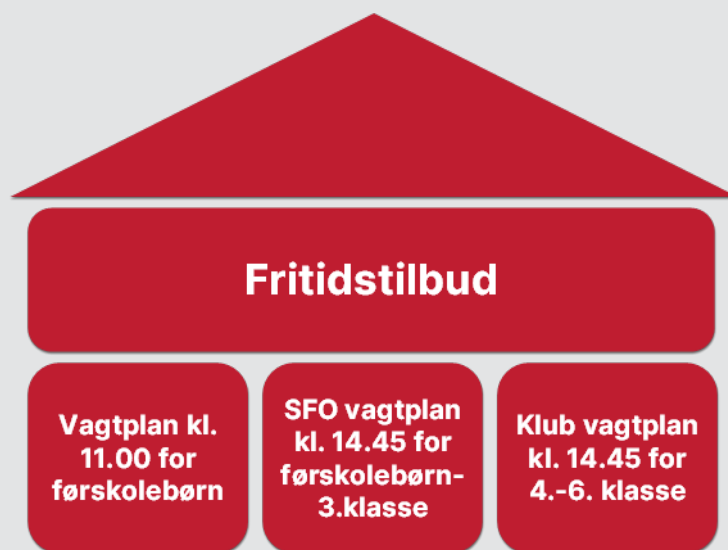 Fritidstilbud
Vagtplan kl.
11.00 for
førskolebørn
SFO vagtplan
kl. 14.45 for
førskolebørn-
3.klasse
Klub vagtplan
kl. 14.45 for
4.-6. klasse